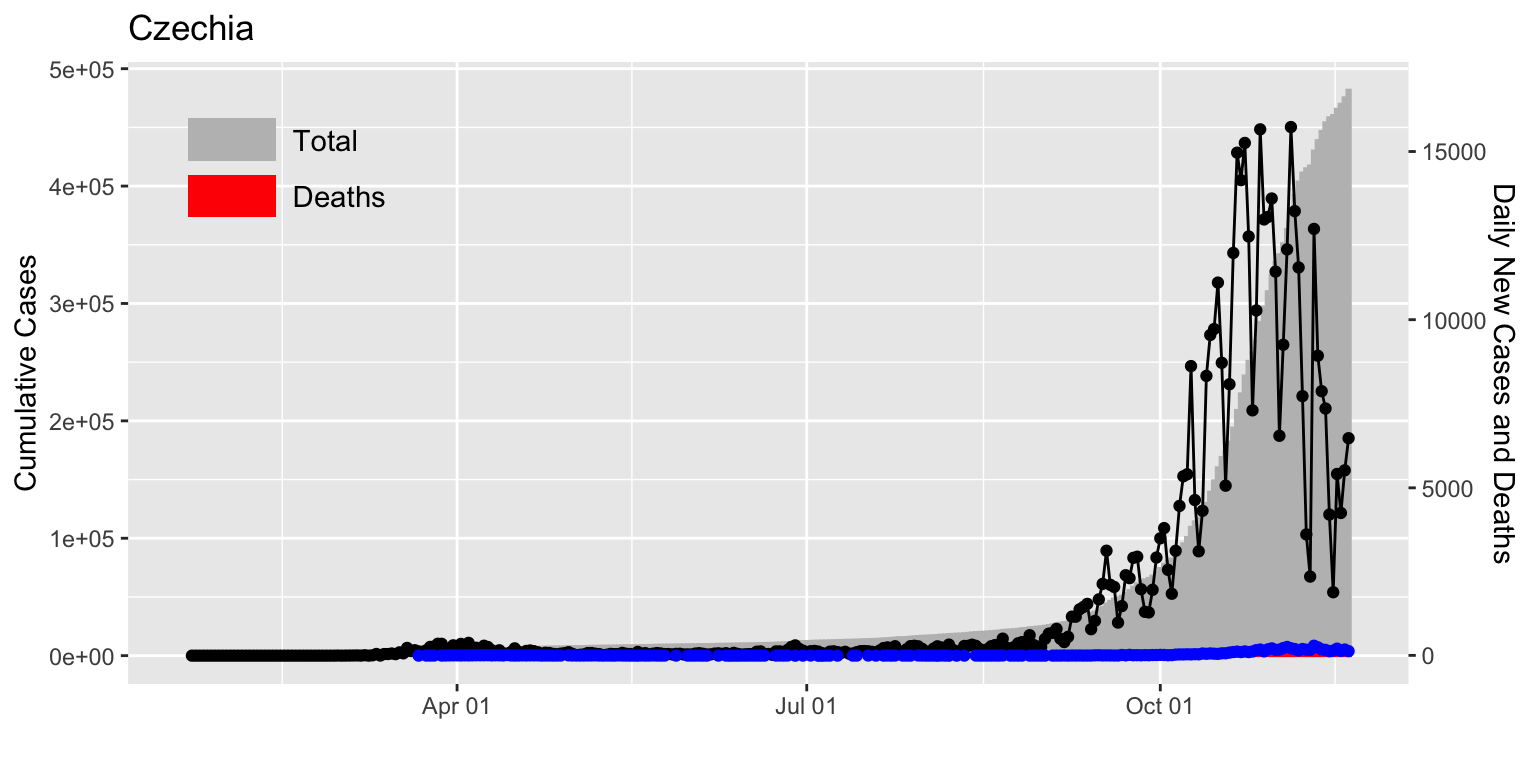 Czechia
5e+05
4e+05
3e+05
2e+05
1e+05
0e+00
Cumulative Cases
Total
Deaths
15000
10000
5000
0
Daily New Cases and Deaths
Apr 01
Jul 01
Oct 01